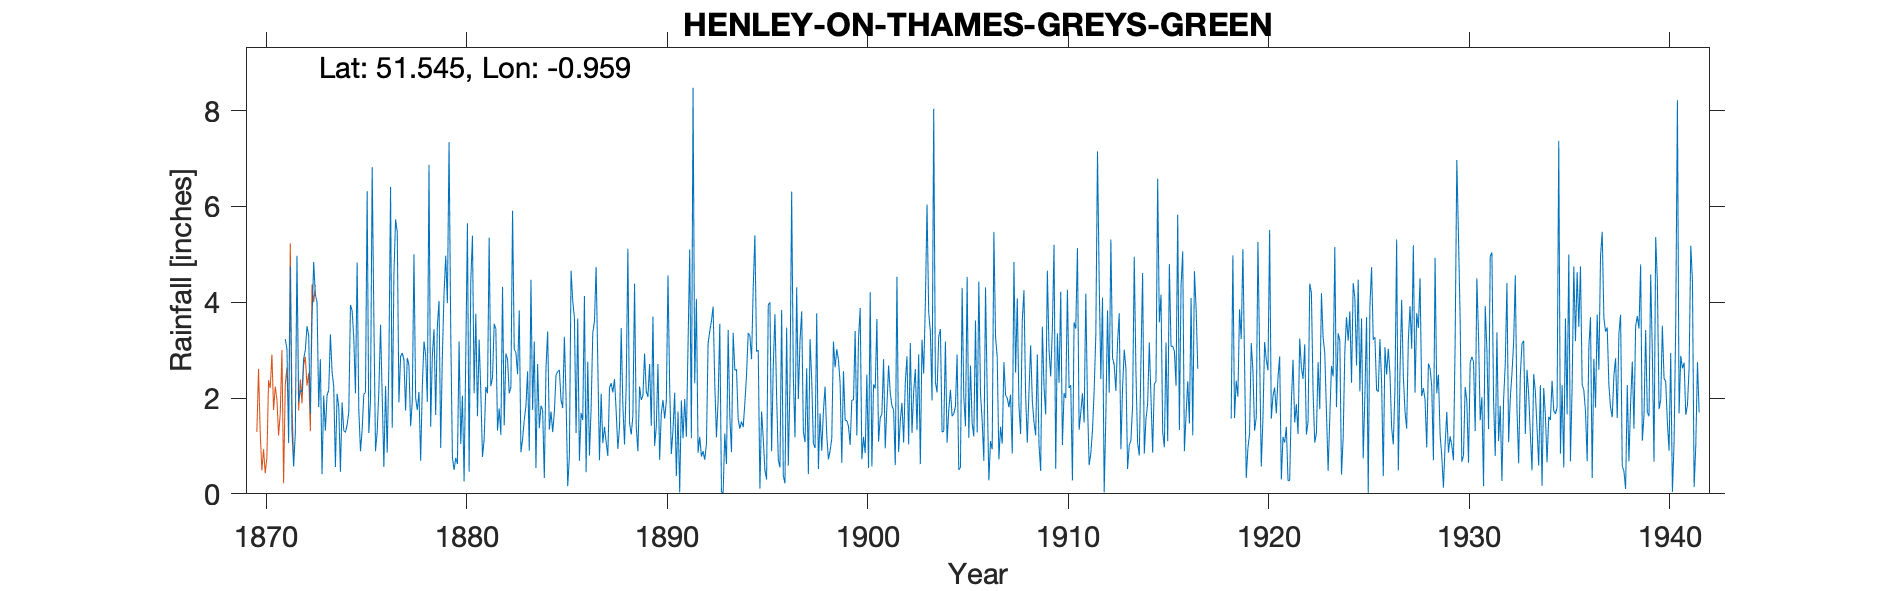 HENLEY-ON-THAMES-GREYS-GREEN
Lat: 51.545, Lon: -0.959
8
6
4
2
0
Rainfall [inches]
1870 1880 1890 1900 1910 1920 1930 1940
Year